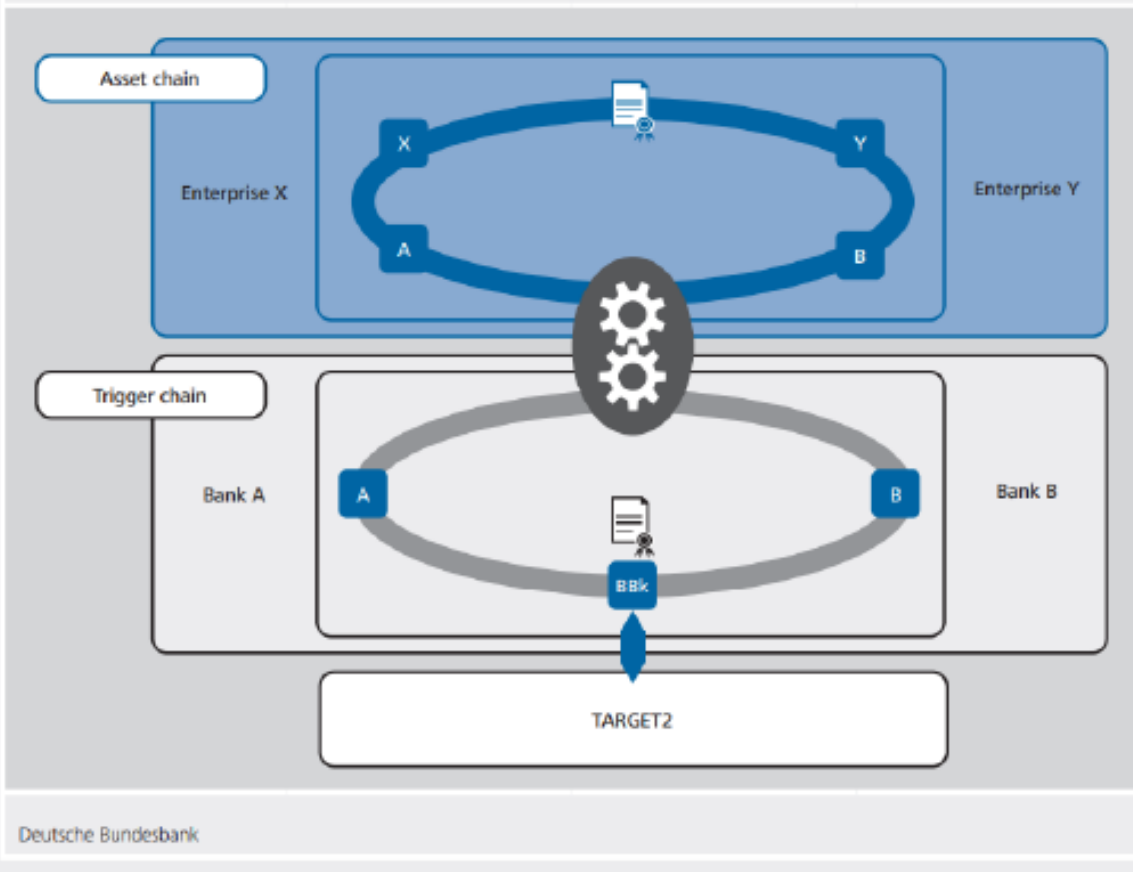 Asset chain
X
Y
Enterprise X
Enterprise Y
A
B
Trigger chain
Bank A
A
B
Bank B
BBk
TARGET2
Deutsche Bundesbank